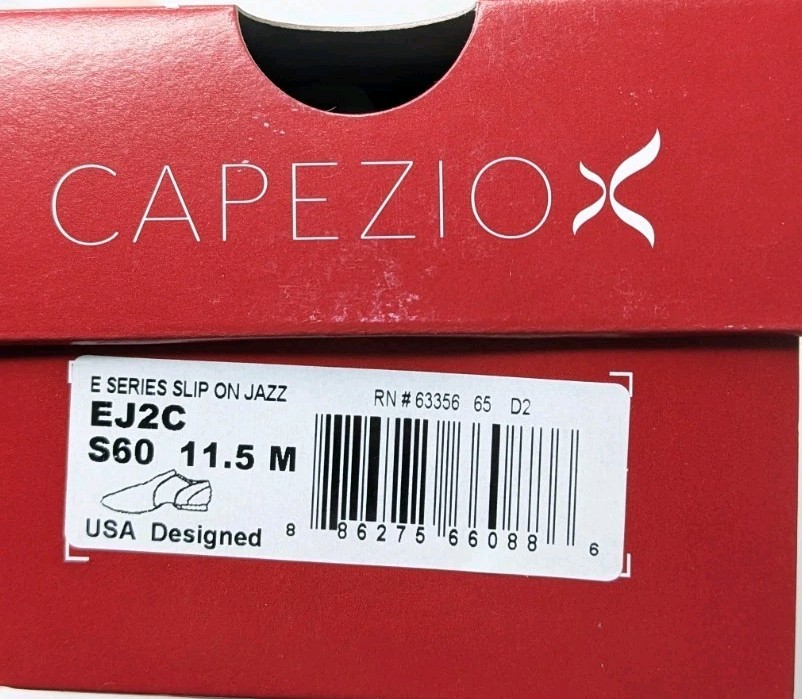 CAPEZIO
E SERIES SLIP ON JAZZ
RN # 63356 65 D2
EJ2C
S60 11.5 M
USA Designed
8 86275 66088 6